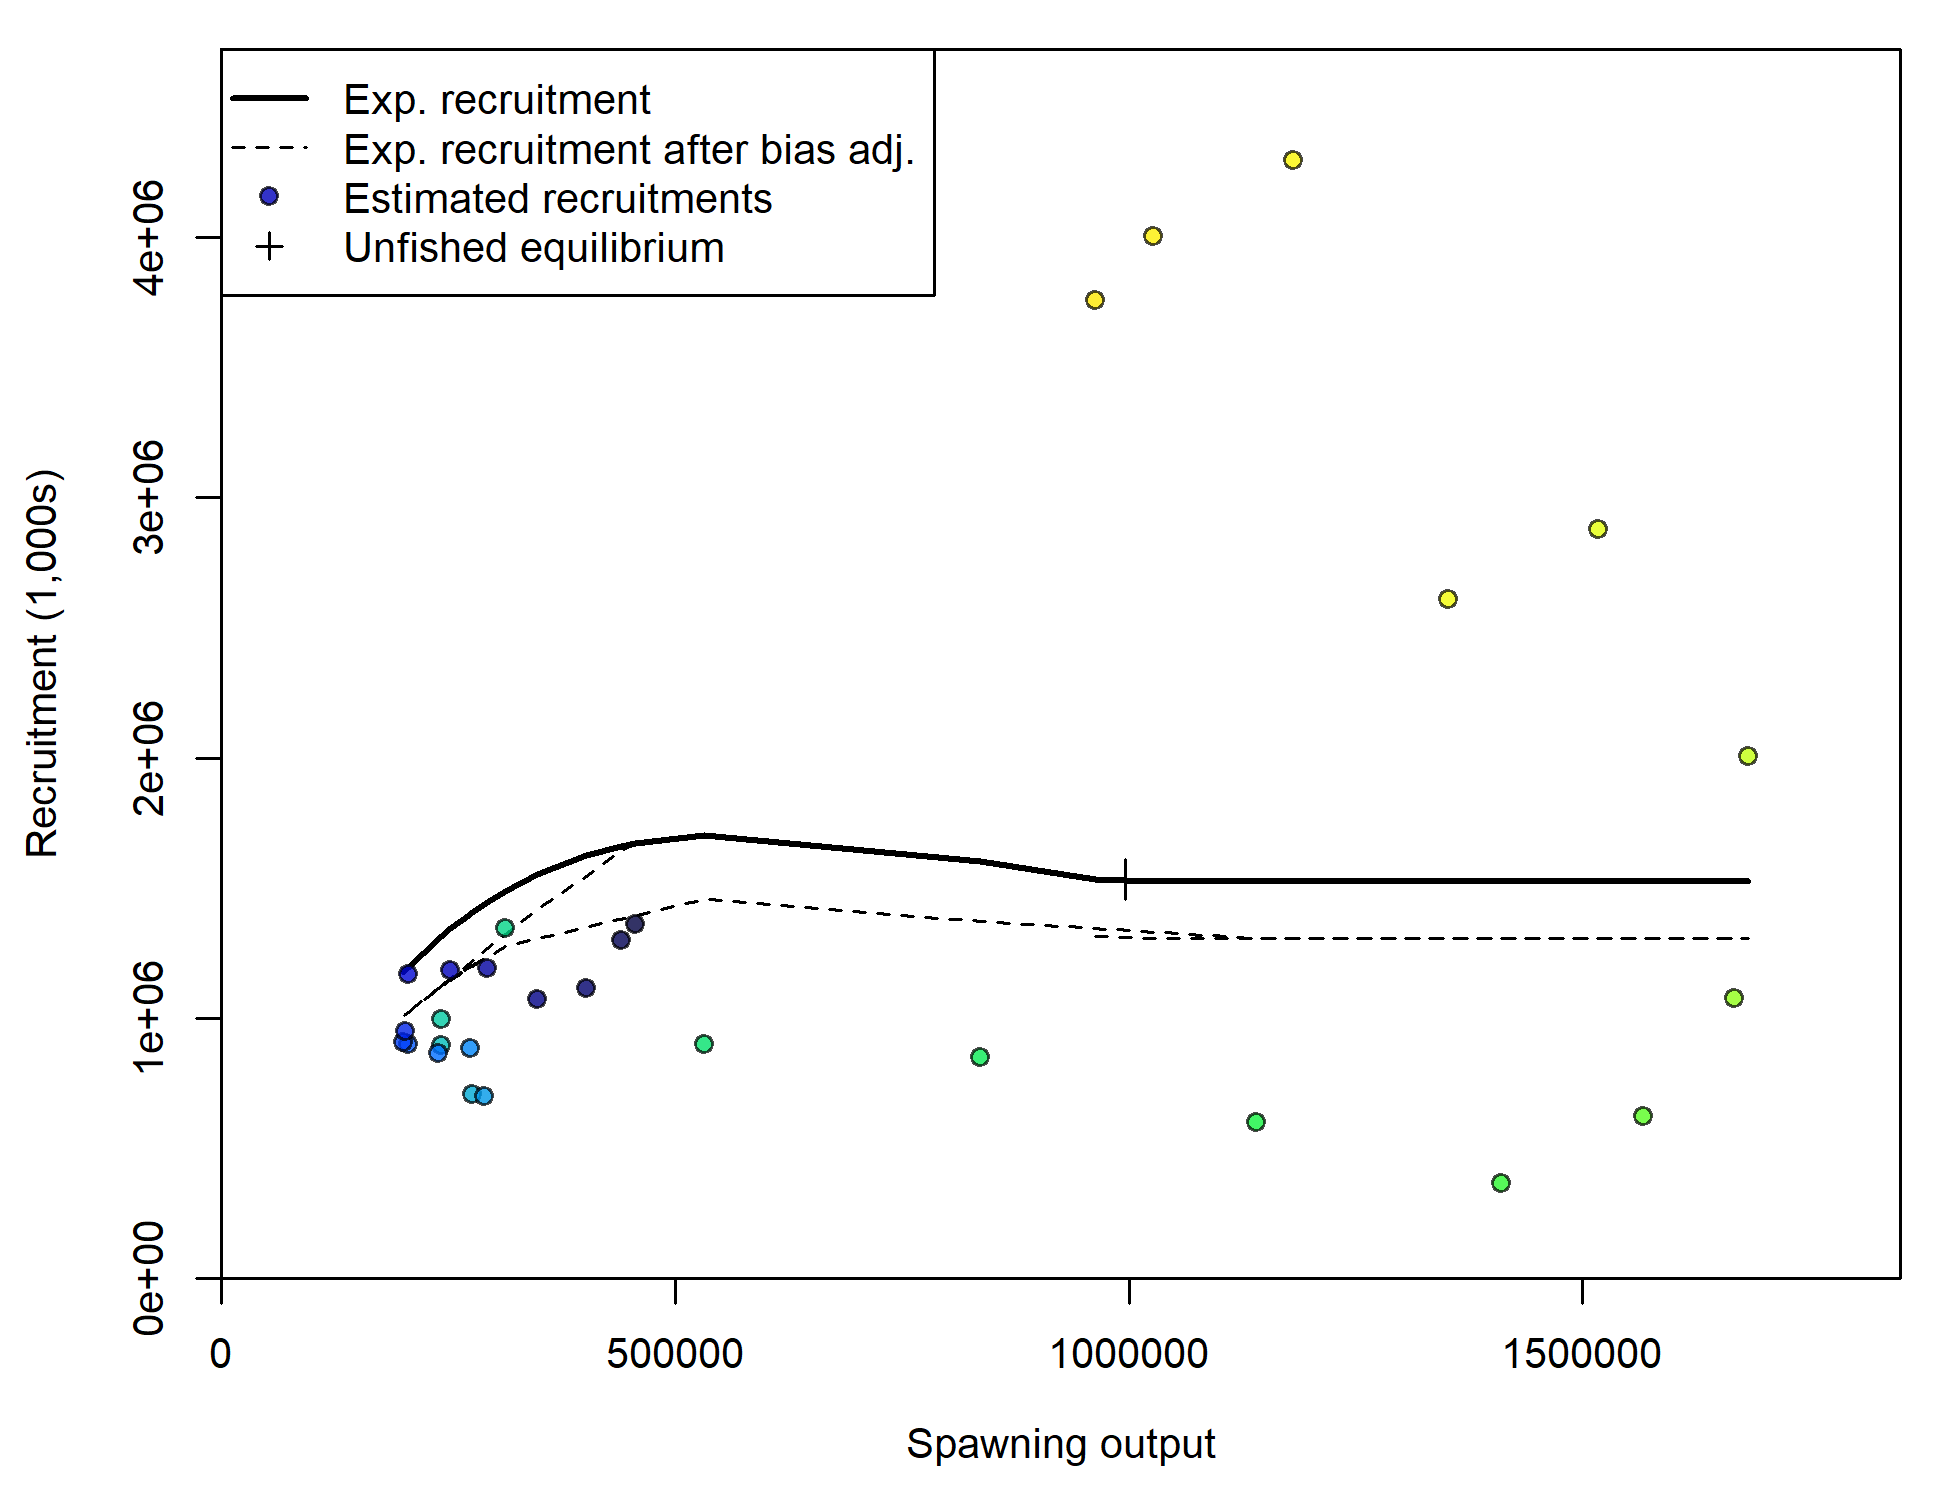 Exp. recruitment
Exp. recruitment after bias adj.
Estimated recruitments
Unfished equilibrium
Recruitment (1,000s)
4e+06
3e+06
2e+06
1e+06
0e+00
0
500000
1000000
1500000
Spawning output